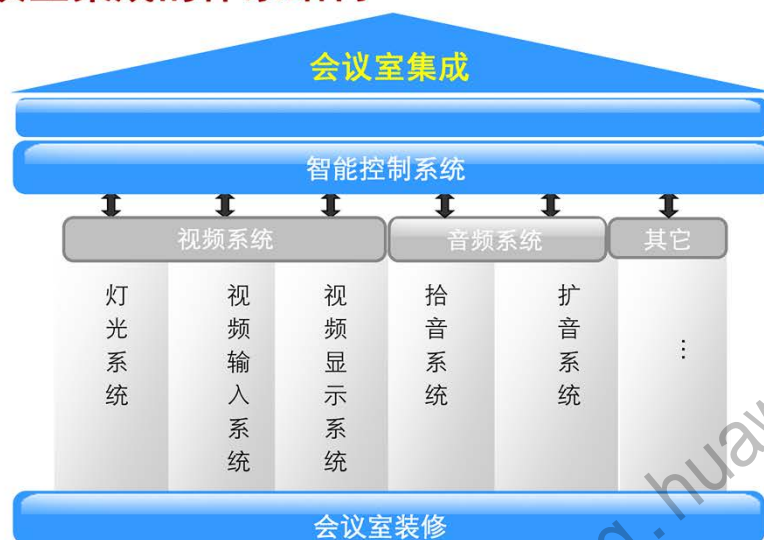 会议室集成
智能控制系统
视频系统
音频系统
其它
灯光系统
视频输入系统
视频显示系统
拾音系统
扩音系统
…
会议室装修